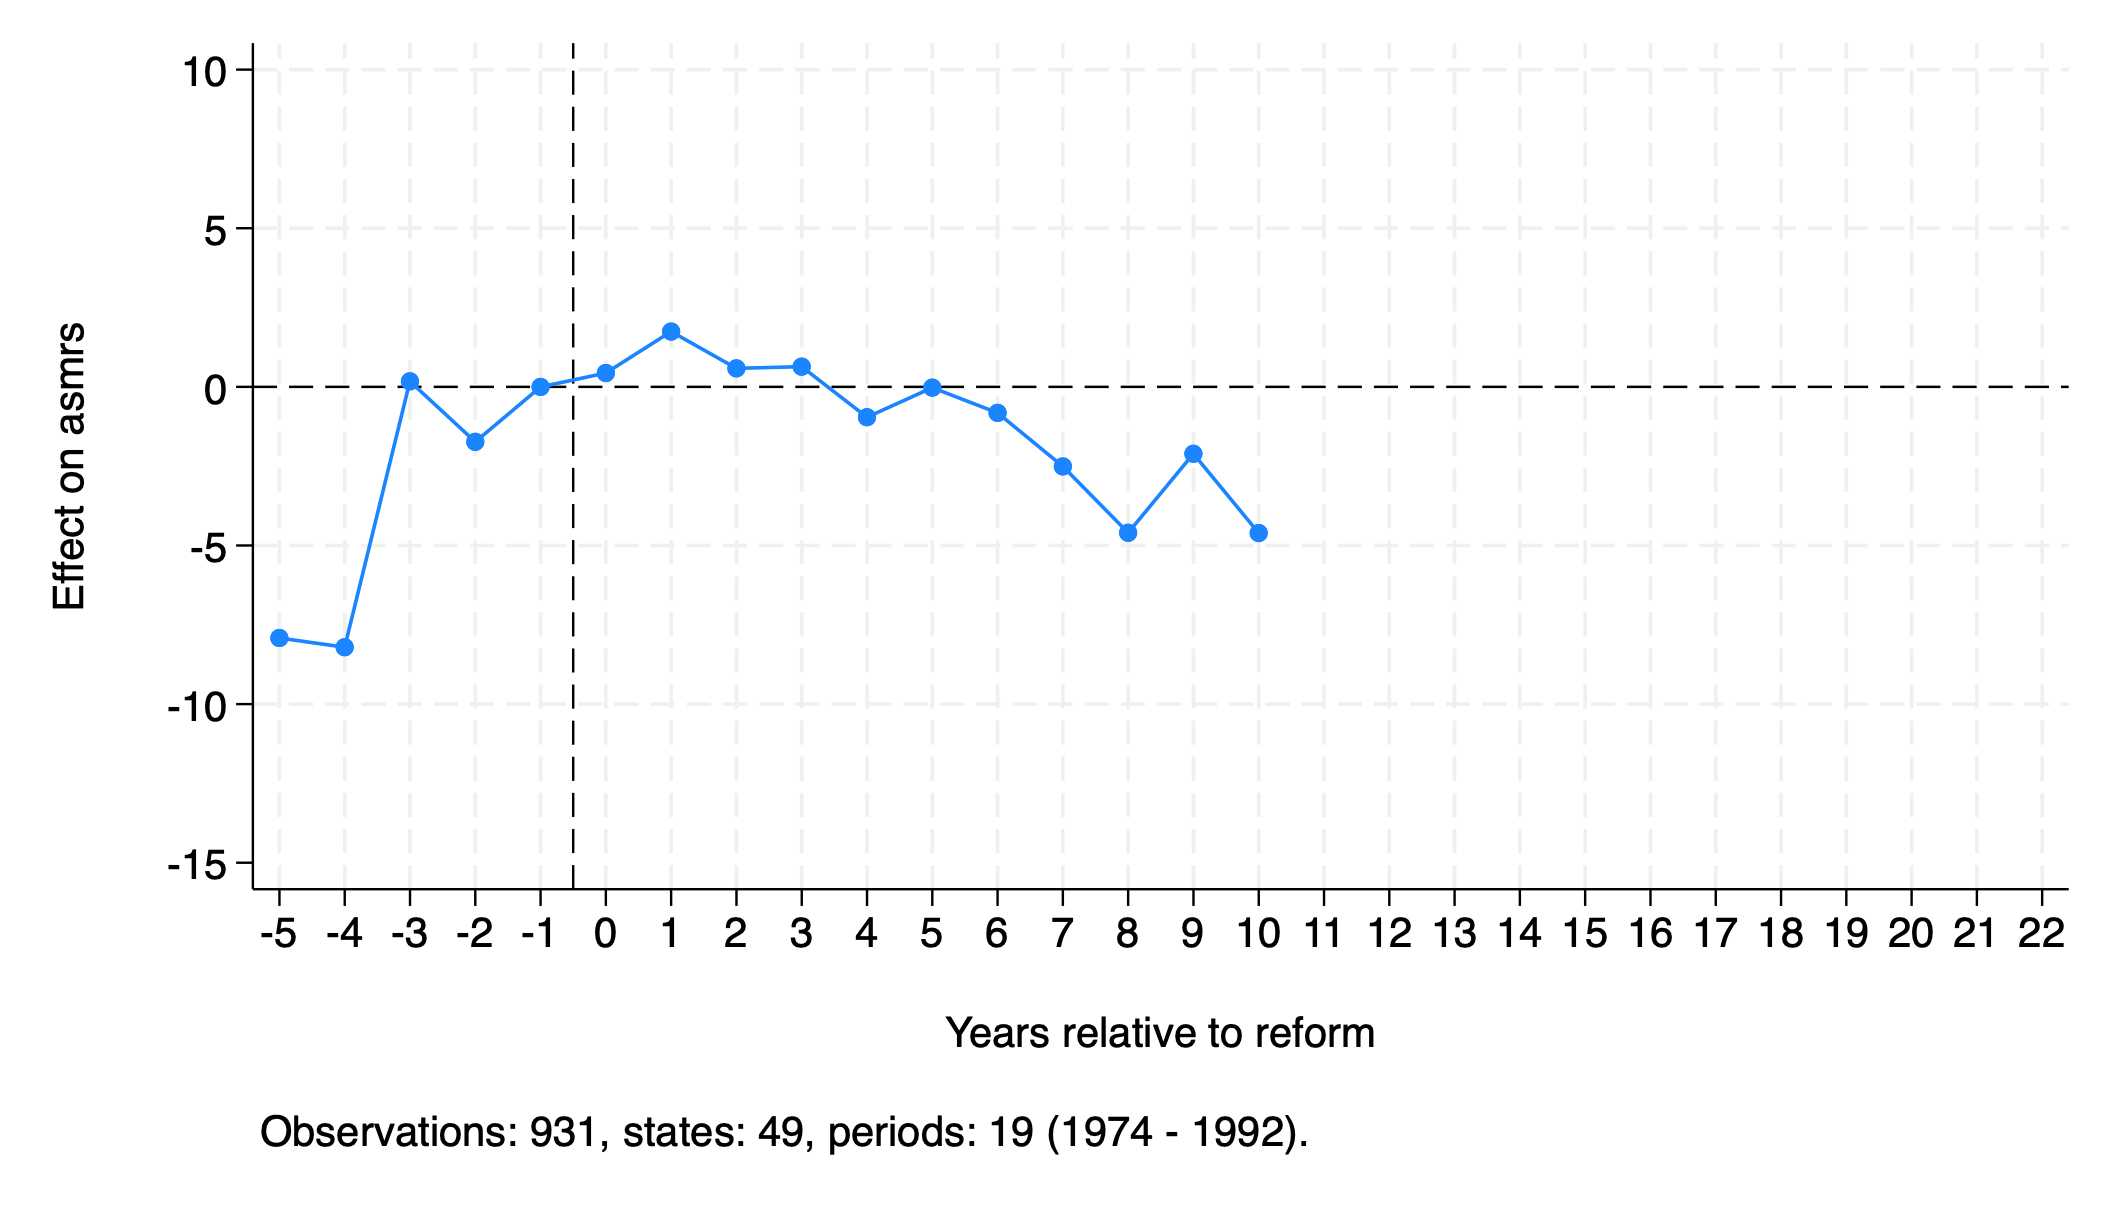 10
5
0
-5
-10
-15
Effect on asmrs
-5 -4 -3 -2 -1 0 1 2 3 4 5 6 7 8 9 10 11 12 13 14 15 16 17 18 19 20 21 22
Years relative to reform
Observations: 931, states: 49, periods: 19 (1974 - 1992).